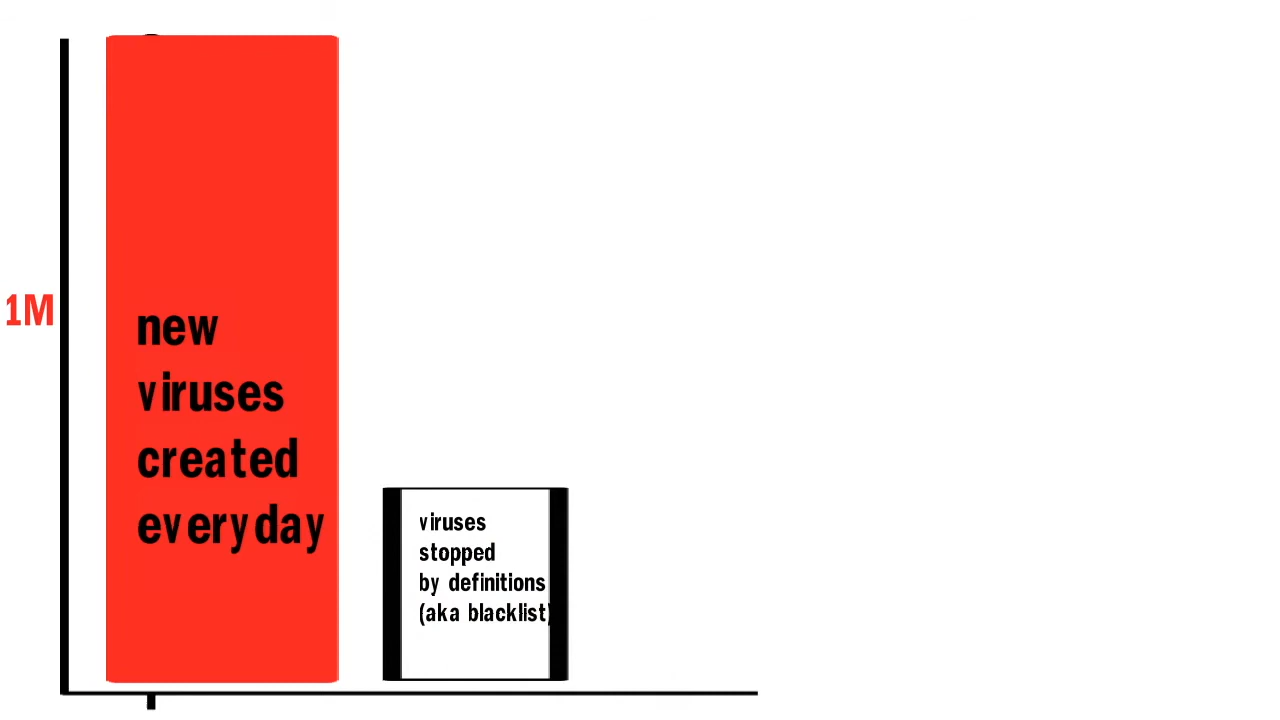 1M
new
viruses
created
everyday
viruses
stopped
by definitions
(aka blacklist)